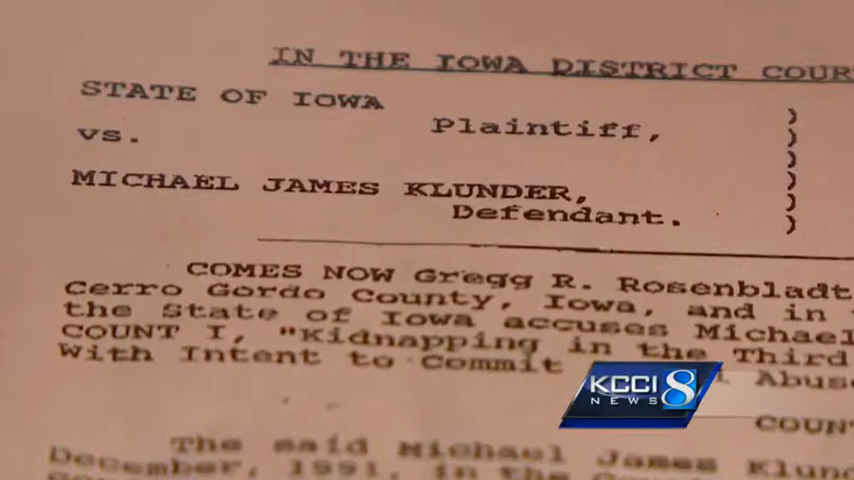 IN THE IOWA DISTRICT COUR
STATE OF IOWA )
Plaintiff, )
vs. )
)
MICHAEL JAMES KLUNDER, )
Defendant. )
COMES NOW Gregg R. Rosenbladt
Cerro Gordo County, Iowa, and in
the State of Iowa accuses Michael
COUNT I, "Kidnapping in the Third
With Intent to Commit Abuse
COUNT
The said Michael James Klund
December, 1991, in the
KCCI 8
NEWS